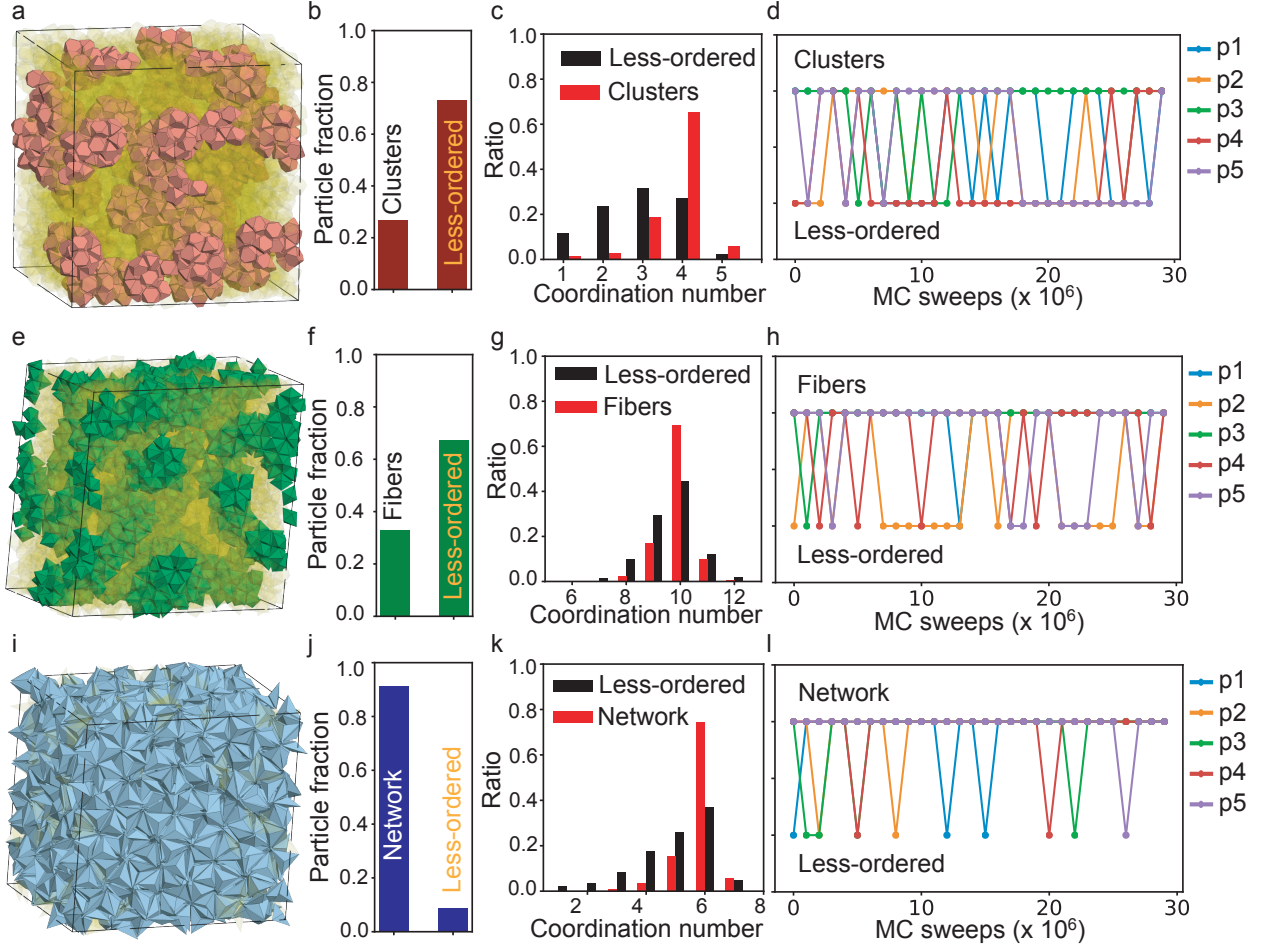 a
b
c
d
1.0
0.8
0.6
0.4
0.2
0.0
Particle fraction
Clusters
Less-ordered
1.0
0.8
0.6
0.4
0.2
0.0
Ratio
Less-ordered
Clusters
1 2 3 4 5
Coordination number
Clusters
Less-ordered
0 10 20 30
MC sweeps (x 10⁶)
p1
p2
p3
p4
p5
e
f
g
h
1.0
0.8
0.6
0.4
0.2
0.0
Particle fraction
Fibers
Less-ordered
1.0
0.8
0.6
0.4
0.2
0.0
Ratio
Less-ordered
Fibers
6 8 10 12
Coordination number
Fibers
Less-ordered
0 10 20 30
MC sweeps (x 10⁶)
p1
p2
p3
p4
p5
i
j
k
l
1.0
0.8
0.6
0.4
0.2
0.0
Particle fraction
Network
Less-ordered
1.0
0.8
0.6
0.4
0.2
0.0
Ratio
Less-ordered
Network
2 4 6 8
Coordination number
Network
Less-ordered
0 10 20 30
MC sweeps (x 10⁶)
p1
p2
p3
p4
p5